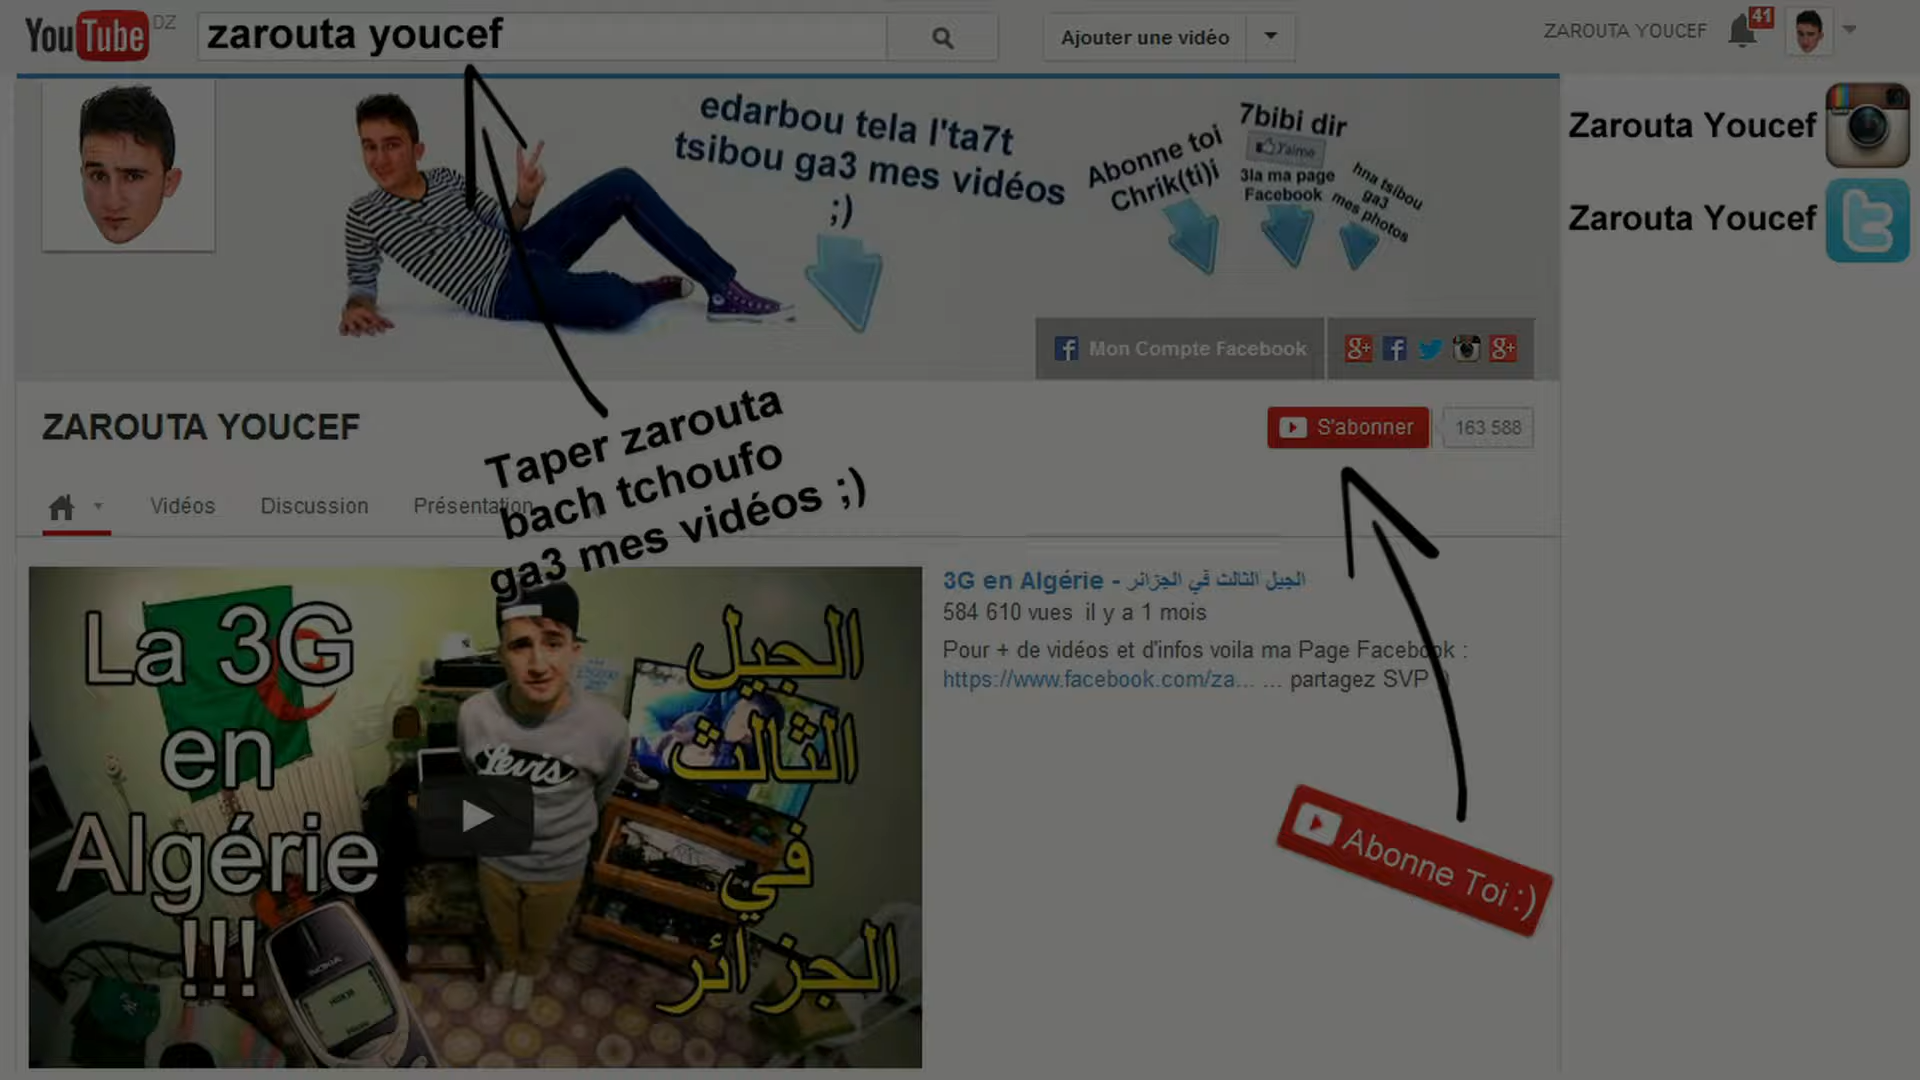 YouTube DZ
zarouta youcef
Ajouter une vidéo
ZAROUTA YOUCEF
41
edarbou tela l'ta7t
tsibou ga3 mes vidéos
;)
Abonne toi
Chrik(ti)i
7bibi dir
J'aime
3la ma page
Facebook
hna tsibou
ga3
mes photos
Zarouta Youcef
Zarouta Youcef
Mon Compte Facebook
ZAROUTA YOUCEF
S'abonner
163 588
Taper zarouta
bach tchoufo
ga3 mes vidéos ;)
Vidéos
Discussion
Présentation
La 3G
en
Algérie
!!!
الجيل
الثالث
في
الجزائر
Levis
NOKIA
3G en Algérie - الجيل الثالث في الجزائر
584 610 vues il y a 1 mois
Pour + de vidéos et d'infos voila ma Page Facebook :
https://www.facebook.com/za... ... partagez SVP :)
Abonne Toi :)